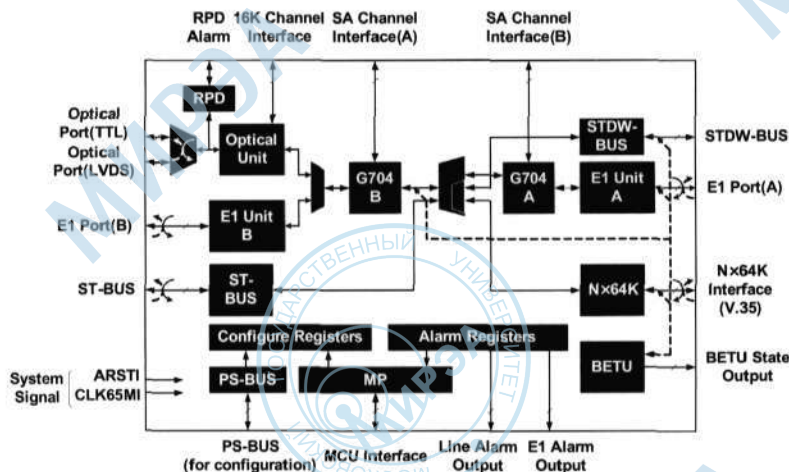 RPD Alarm
16K Channel Interface
SA Channel Interface(A)
SA Channel Interface(B)
RPD
Optical Port(TTL)
Optical Port(LVDS)
Optical Unit
G704 B
G704 A
STDW-BUS
STDW-BUS
E1 Unit A
E1 Port(A)
E1 Port(B)
E1 Unit B
ST-BUS
ST-BUS
N×64K
N×64K Interface (V.35)
Configure Registers
Alarm Registers
BETU
BETU State Output
System Signal
ARSTI
CLK65MI
PS-BUS
MP
PS-BUS (for configuration)
MCU Interface
Line Alarm Output
E1 Alarm Output
МИРЭА
МИРЭА
УНИВЕРСИТЕТ